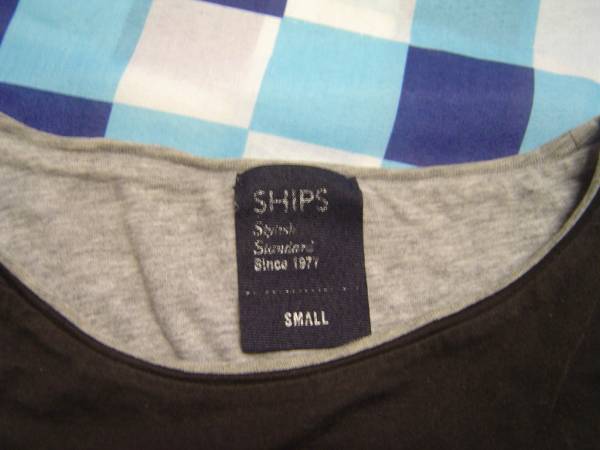 SHIPS
Stylish
Standard
Since 1977
SMALL